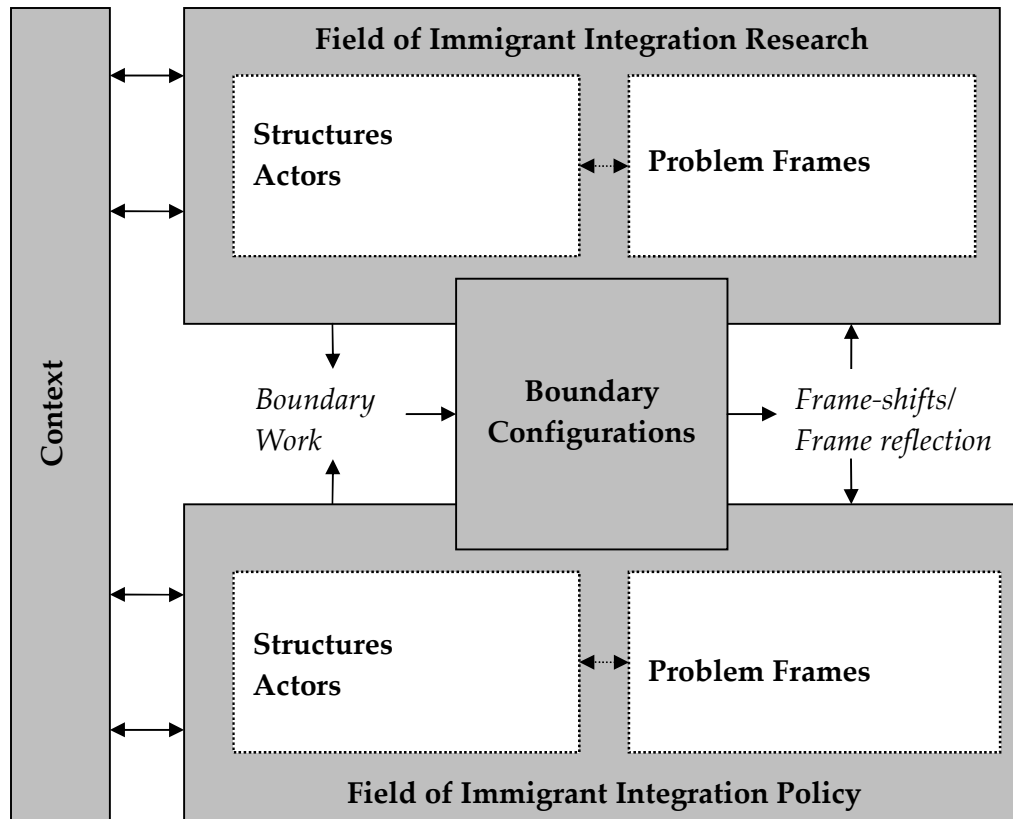 Field of Immigrant Integration Research
Structures
Actors
Problem Frames
Context
Boundary
Work
Boundary
Configurations
Frame-shifts/
Frame reflection
Structures
Actors
Problem Frames
Field of Immigrant Integration Policy